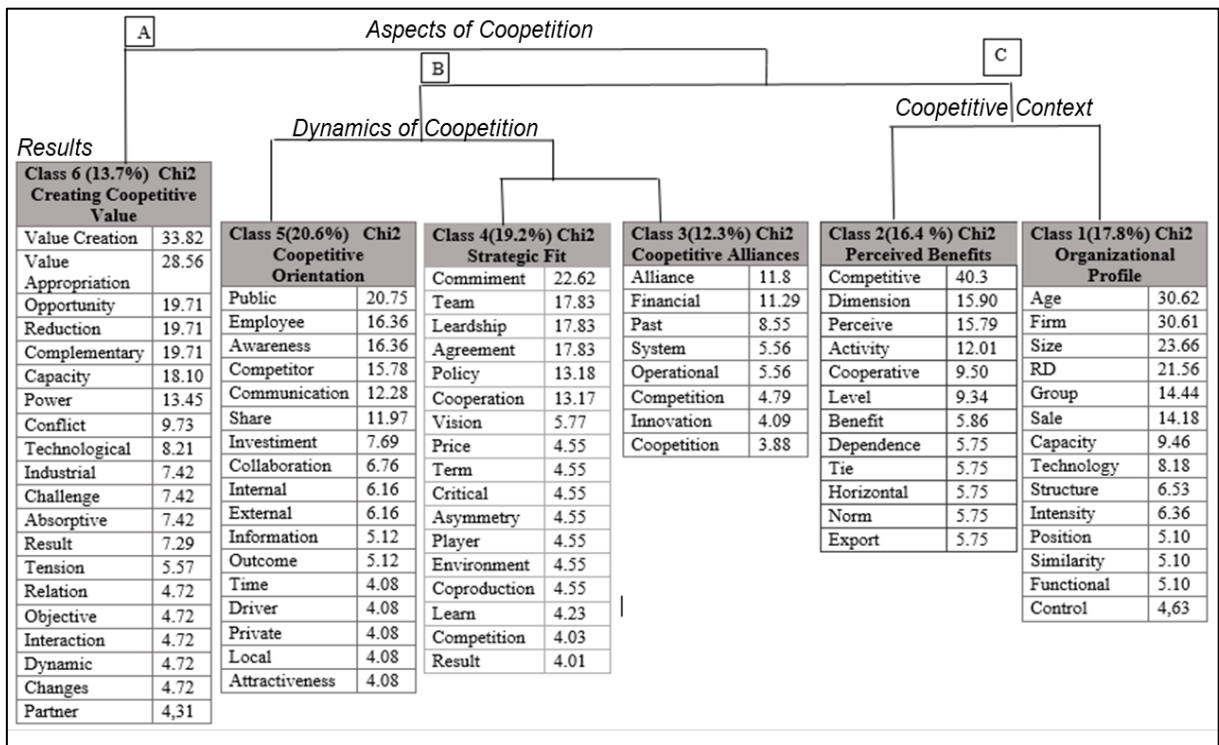 A
Aspects of Coopetition
B
C
Dynamics of Coopetition
Coopetitive Context
Results
Class 6 (13.7%) Chi2
Creating Coopetitive
Value
Value Creation 33.82
Value
Appropriation 28.56
Opportunity 19.71
Reduction 19.71
Complementary 19.71
Capacity 18.10
Power 13.45
Conflict 9.73
Technological 8.21
Industrial 7.42
Challenge 7.42
Absorptive 7.42
Result 7.29
Tension 5.57
Relation 4.72
Objective 4.72
Interaction 4.72
Dynamic 4.72
Changes 4.72
Partner 4,31
Class 5(20.6%) Chi2
Coopetitive
Orientation
Public 20.75
Employee 16.36
Awareness 16.36
Competitor 15.78
Communication 12.28
Share 11.97
Investiment 7.69
Collaboration 6.76
Internal 6.16
External 6.16
Information 5.12
Outcome 5.12
Time 4.08
Driver 4.08
Private 4.08
Local 4.08
Attractiveness 4.08
Class 4(19.2%) Chi2
Strategic Fit
Commiment 22.62
Team 17.83
Leardship 17.83
Agreement 17.83
Policy 13.18
Cooperation 13.17
Vision 5.77
Price 4.55
Term 4.55
Critical 4.55
Asymmetry 4.55
Player 4.55
Environment 4.55
Coproduction 4.55
Learn 4.23
Competition 4.03
Result 4.01
Class 3(12.3%) Chi2
Coopetitive Alliances
Alliance 11.8
Financial 11.29
Past 8.55
System 5.56
Operational 5.56
Competition 4.79
Innovation 4.09
Coopetition 3.88
Class 2(16.4 %) Chi2
Perceived Benefits
Competitive 40.3
Dimension 15.90
Perceive 15.79
Activity 12.01
Cooperative 9.50
Level 9.34
Benefit 5.86
Dependence 5.75
Tie 5.75
Horizontal 5.75
Norm 5.75
Export 5.75
Class 1(17.8%) Chi2
Organizational
Profile
Age 30.62
Firm 30.61
Size 23.66
RD 21.56
Group 14.44
Sale 14.18
Capacity 9.46
Technology 8.18
Structure 6.53
Intensity 6.36
Position 5.10
Similarity 5.10
Functional 5.10
Control 4,63